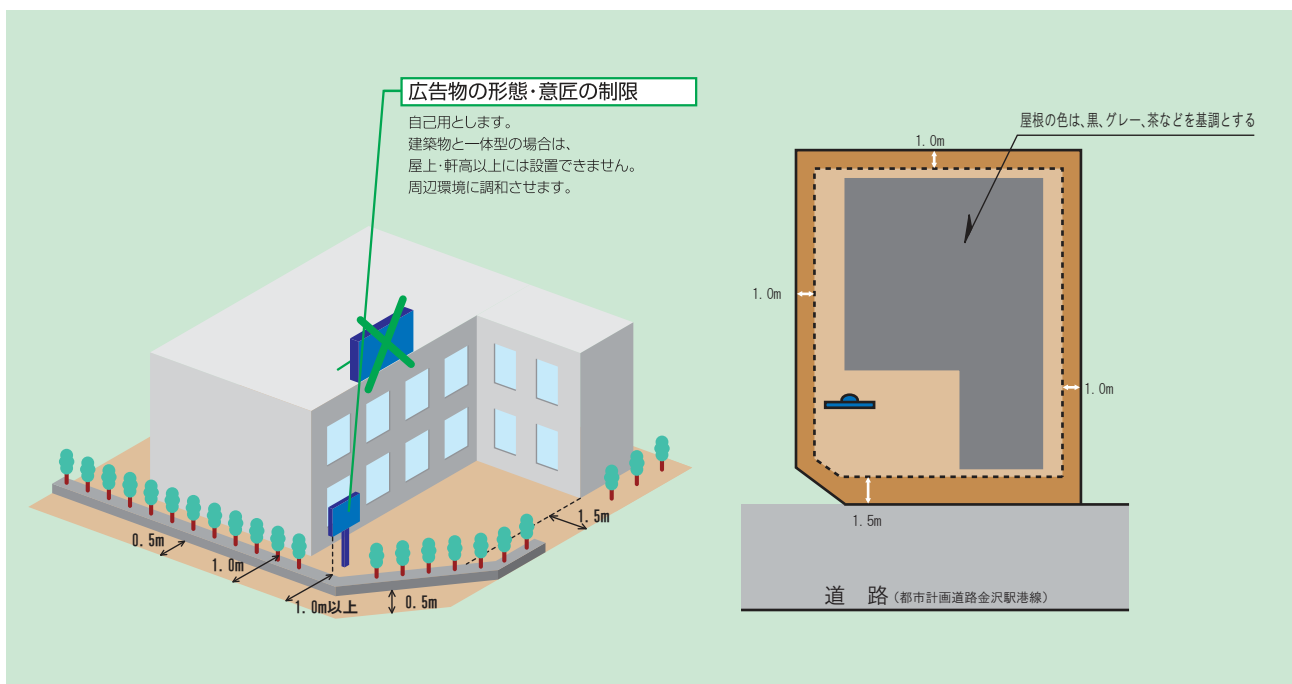 広告物の形態・意匠の制限
自己用とします。
建築物と一体型の場合は、
屋上・軒高以上には設置できません。
周辺環境に調和させます。
0.5m
1.0m
1.0m以上
0.5m
1.5m
屋根の色は、黒、グレー、茶などを基調とする
1.0m
1.0m
1.0m
1.5m
道 路(都市計画道路金沢駅港線)